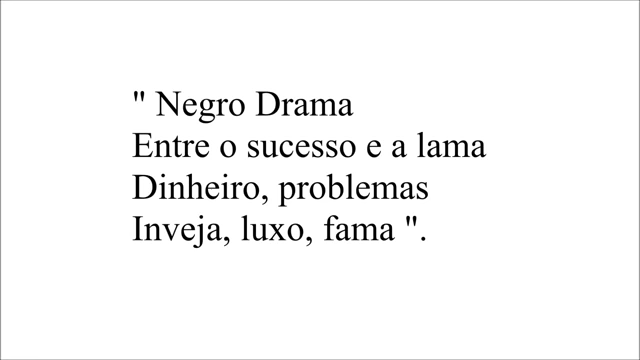 " Negro Drama
Entre o sucesso e a lama
Dinheiro, problemas
Inveja, luxo, fama ".